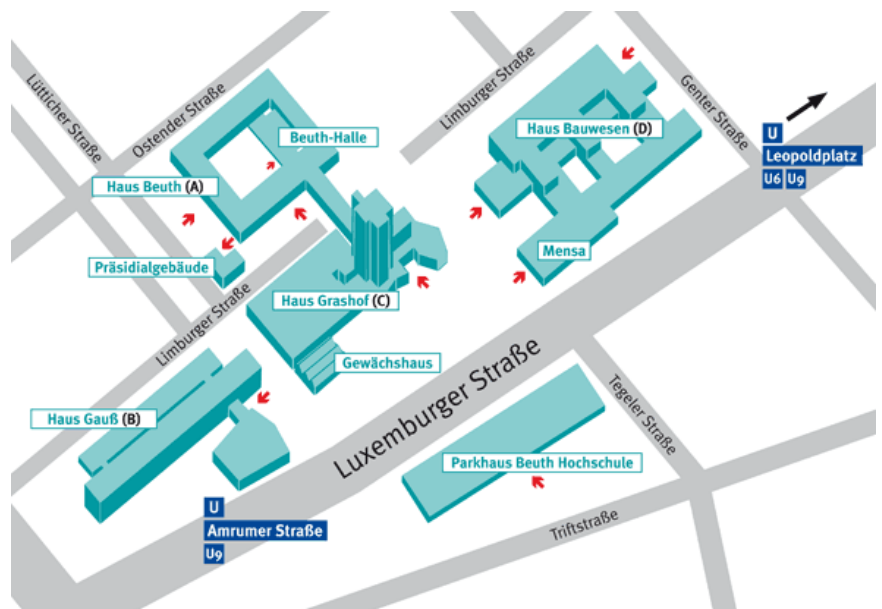 Lütticher Straße
Ostender Straße
Beuth-Halle
Limburger Straße
Genter Straße
Haus Bauwesen (D)
U
Leopoldplatz
U6 U9
Haus Beuth (A)
Präsidialgebäude
Mensa
Haus Grashof (C)
Limburger Straße
Gewächshaus
Luxemburger Straße
Tegeler Straße
Haus Gauß (B)
Parkhaus Beuth Hochschule
U
Amrumer Straße
U9
Triftstraße